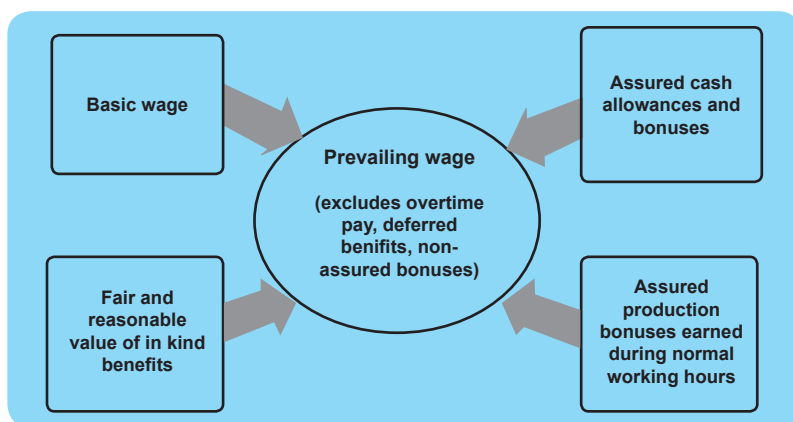 Basic wage
Assured cash
allowances and
bonuses
Prevailing wage
(excludes overtime
pay, deferred
benifits, non-
assured bonuses)
Fair and
reasonable
value of in kind
benefits
Assured
production
bonuses earned
during normal
working hours